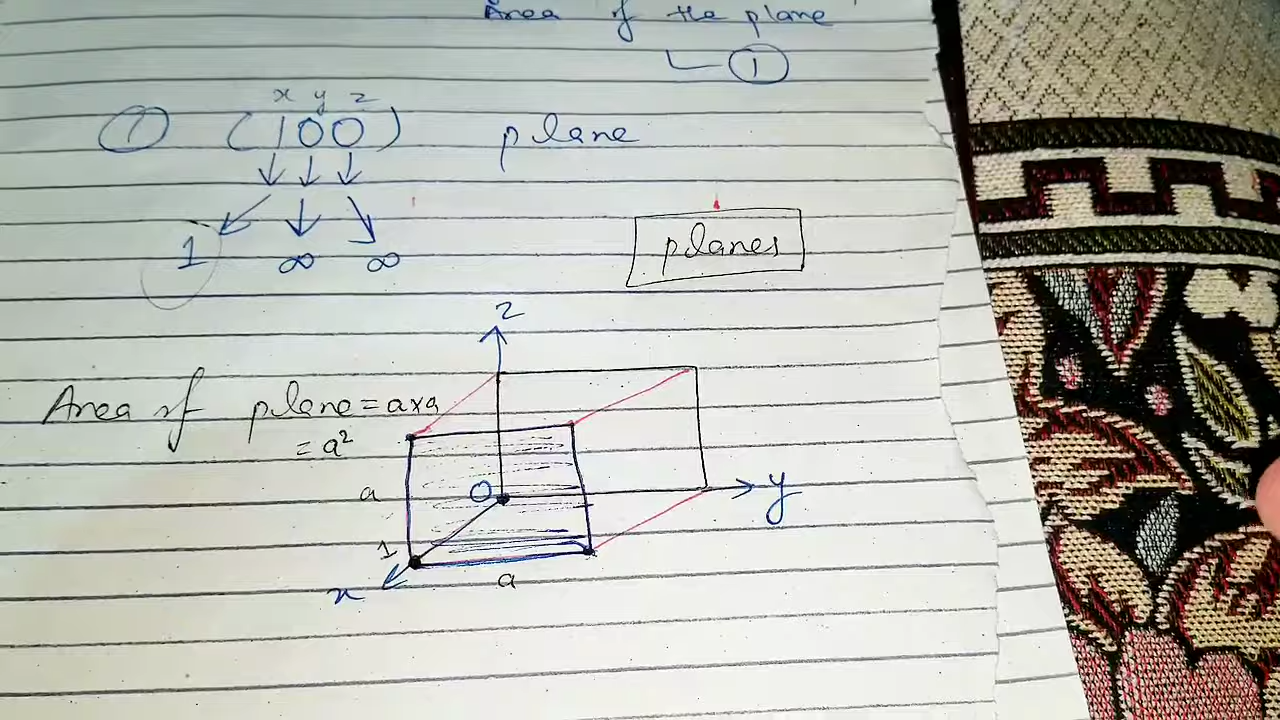 Area of the plane
1
x y z
1 (100) plane
1 ∞ ∞
planes
z
Area of plane = a×a
= a²
a
O
y
1
a
x